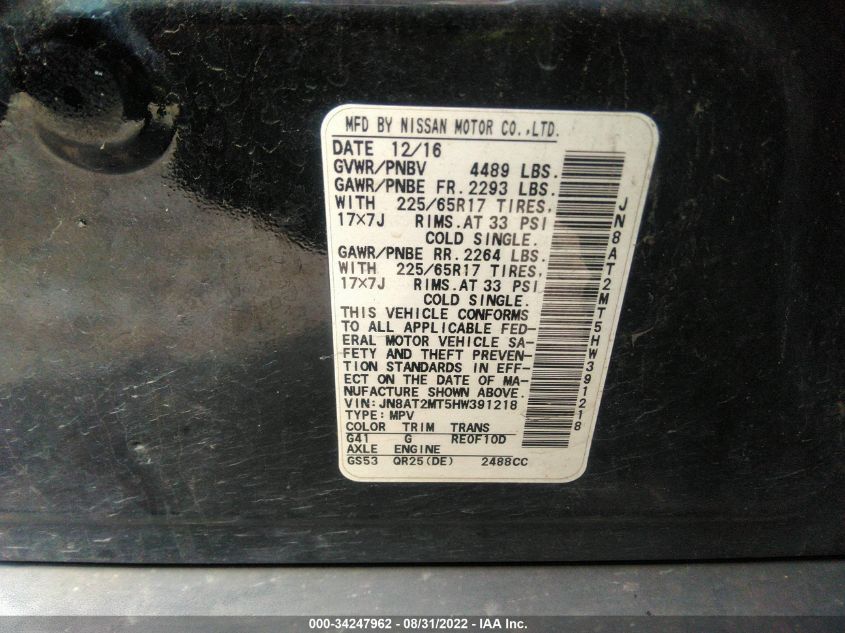 MFD BY NISSAN MOTOR CO.,LTD.
DATE 12/16
GVWR/PNBV 4489 LBS.
GAWR/PNBE FR. 2293 LBS.
WITH 225/65R17 TIRES,
17×7J RIMS. AT 33 PSI
COLD SINGLE.
GAWR/PNBE RR. 2264 LBS.
WITH 225/65R17 TIRES,
17×7J RIMS. AT 33 PSI
COLD SINGLE.
THIS VEHICLE CONFORMS
TO ALL APPLICABLE FED-
ERAL MOTOR VEHICLE SA-
FETY AND THEFT PREVEN-
TION STANDARDS IN EFF-
ECT ON THE DATE OF MA-
NUFACTURE SHOWN ABOVE.
VIN: JN8AT2MT5HW391218
TYPE: MPV
COLOR TRIM TRANS
G41 G RE0F10D
AXLE ENGINE
GS53 QR25(DE) 2488CC
JN8AT2MT5HW391218
000-34247962 - 08/31/2022 - IAA Inc.